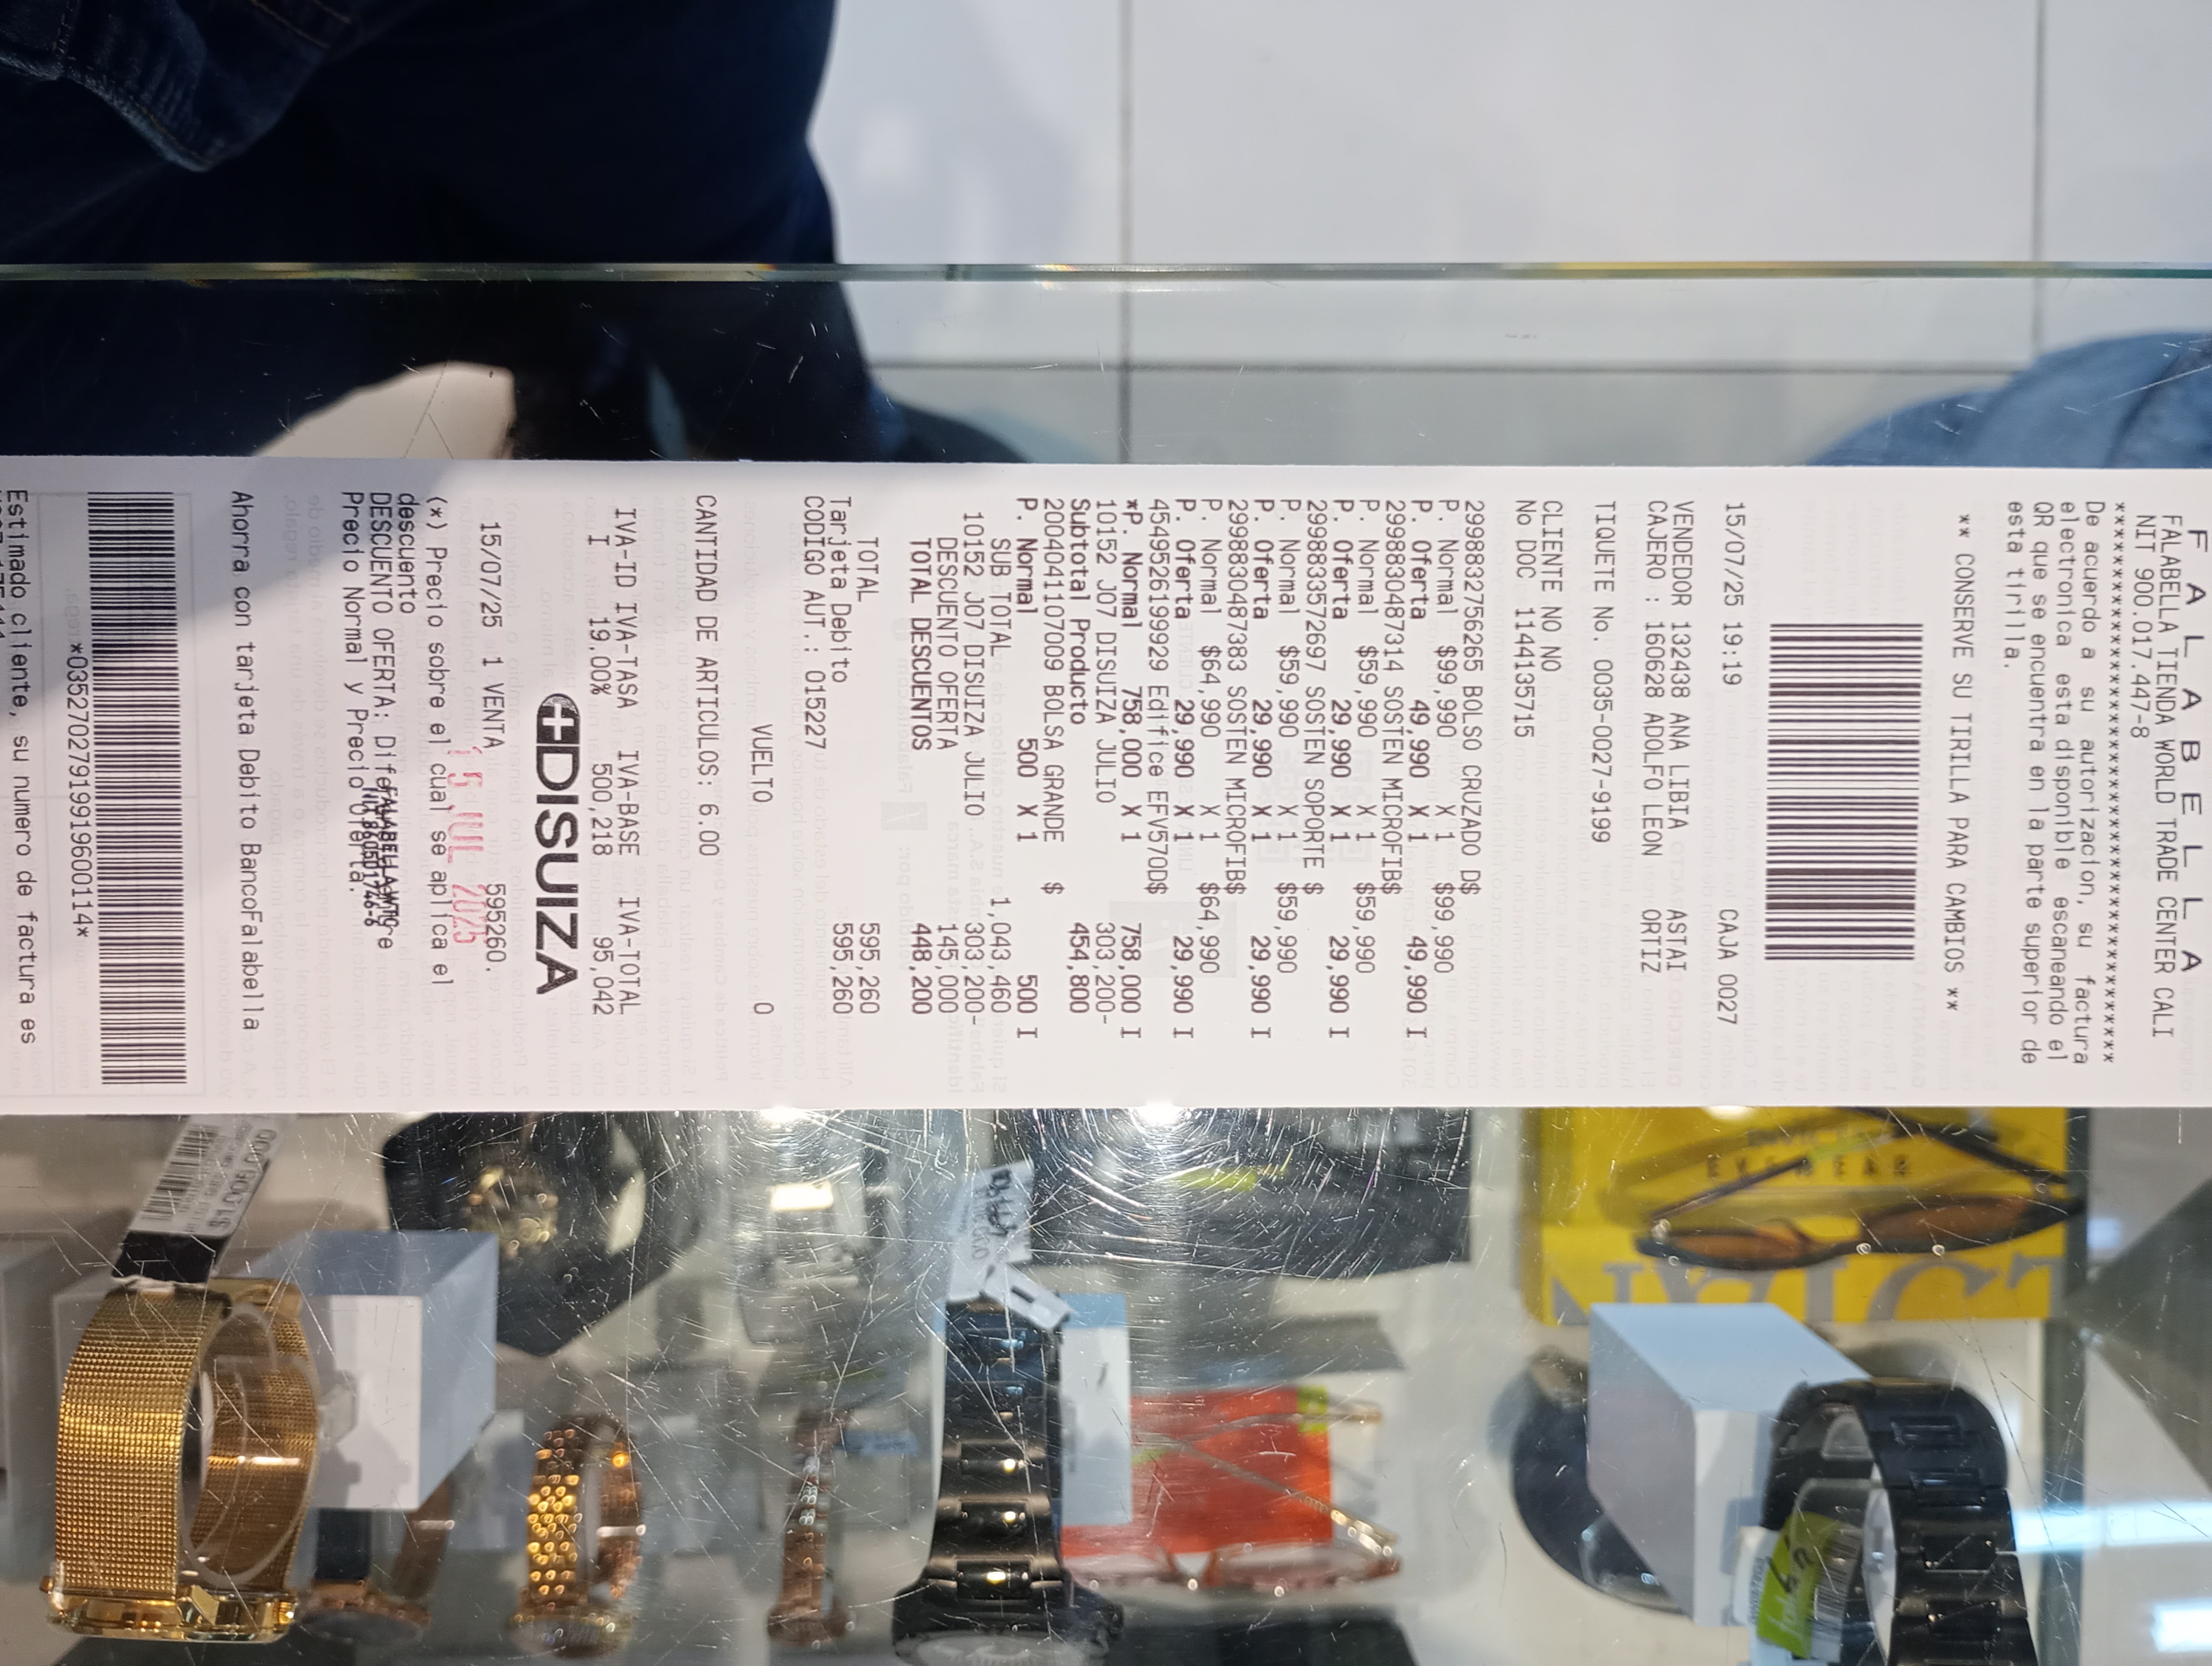 F A L A B E L L A
FALABELLA TIENDA WORLD TRADE CENTER CALI
NIT 900.017.447-8
****************************************
De acuerdo a su autorizacion, su factura
electronica esta disponible escaneando el
QR que se encuentra en la parte superior de
esta tirilla.
** CONSERVE SU TIRILLA PARA CAMBIOS **
15/07/25 19:19 CAJA 0027
VENDEDOR 132438 ANA LIBIA ASTAI
CAJERO : 160628 ADOLFO LEON ORTIZ
TIQUETE No. 0035-0027-9199
CLIENTE NO NO
No DOC 1144135715
2998832756265 BOLSO CRUZADO D$
P. Normal $99,990 X 1 $99,990
P. Oferta 49,990 X 1 49,990 I
2998830487314 SOSTEN MICROFIB$
P. Normal $59,990 X 1 $59,990
P. Oferta 29,990 X 1 29,990 I
2998833572697 SOSTEN SOPORTE $
P. Normal $59,990 X 1 $59,990
P. Oferta 29,990 X 1 29,990 I
2998830487383 SOSTEN MICROFIB$
P. Normal $64,990 X 1 $64,990
P. Oferta 29,990 X 1 29,990 I
4549526199929 Edifice EFV570D$
*P. Normal 758,000 X 1 758,000 I
10152 J07 DISUIZA JULIO 303,200-
Subtotal Producto 454,800
2004041107009 BOLSA GRANDE $
P. Normal 500 X 1 500 I
SUB TOTAL 1,043,460
10152 J07 DISUIZA JULIO 303,200-
DESCUENTO OFERTA 145,000
TOTAL DESCUENTOS 448,200
TOTAL 595,260
Tarjeta Debito 595,260
CODIGO AUT.: 015227
VUELTO 0
CANTIDAD DE ARTICULOS: 6.00
IVA-ID IVA-TASA IVA-BASE IVA-TOTAL
I 19,00% 500,218 95,042
DISUIZA
15/07/25 1 VENTA 595260.
15 JUL 2025
(*) Precio sobre el cual se aplica el
descuento
DESCUENTO OFERTA: Dife
FALABELLA WTC
Precio Normal y Precio Oferta.
Ahorra con tarjeta Debito BancoFalabella
*03527027919919600114*
Estimado cliente, su numero de factura es
EYEWEAR
INVICT